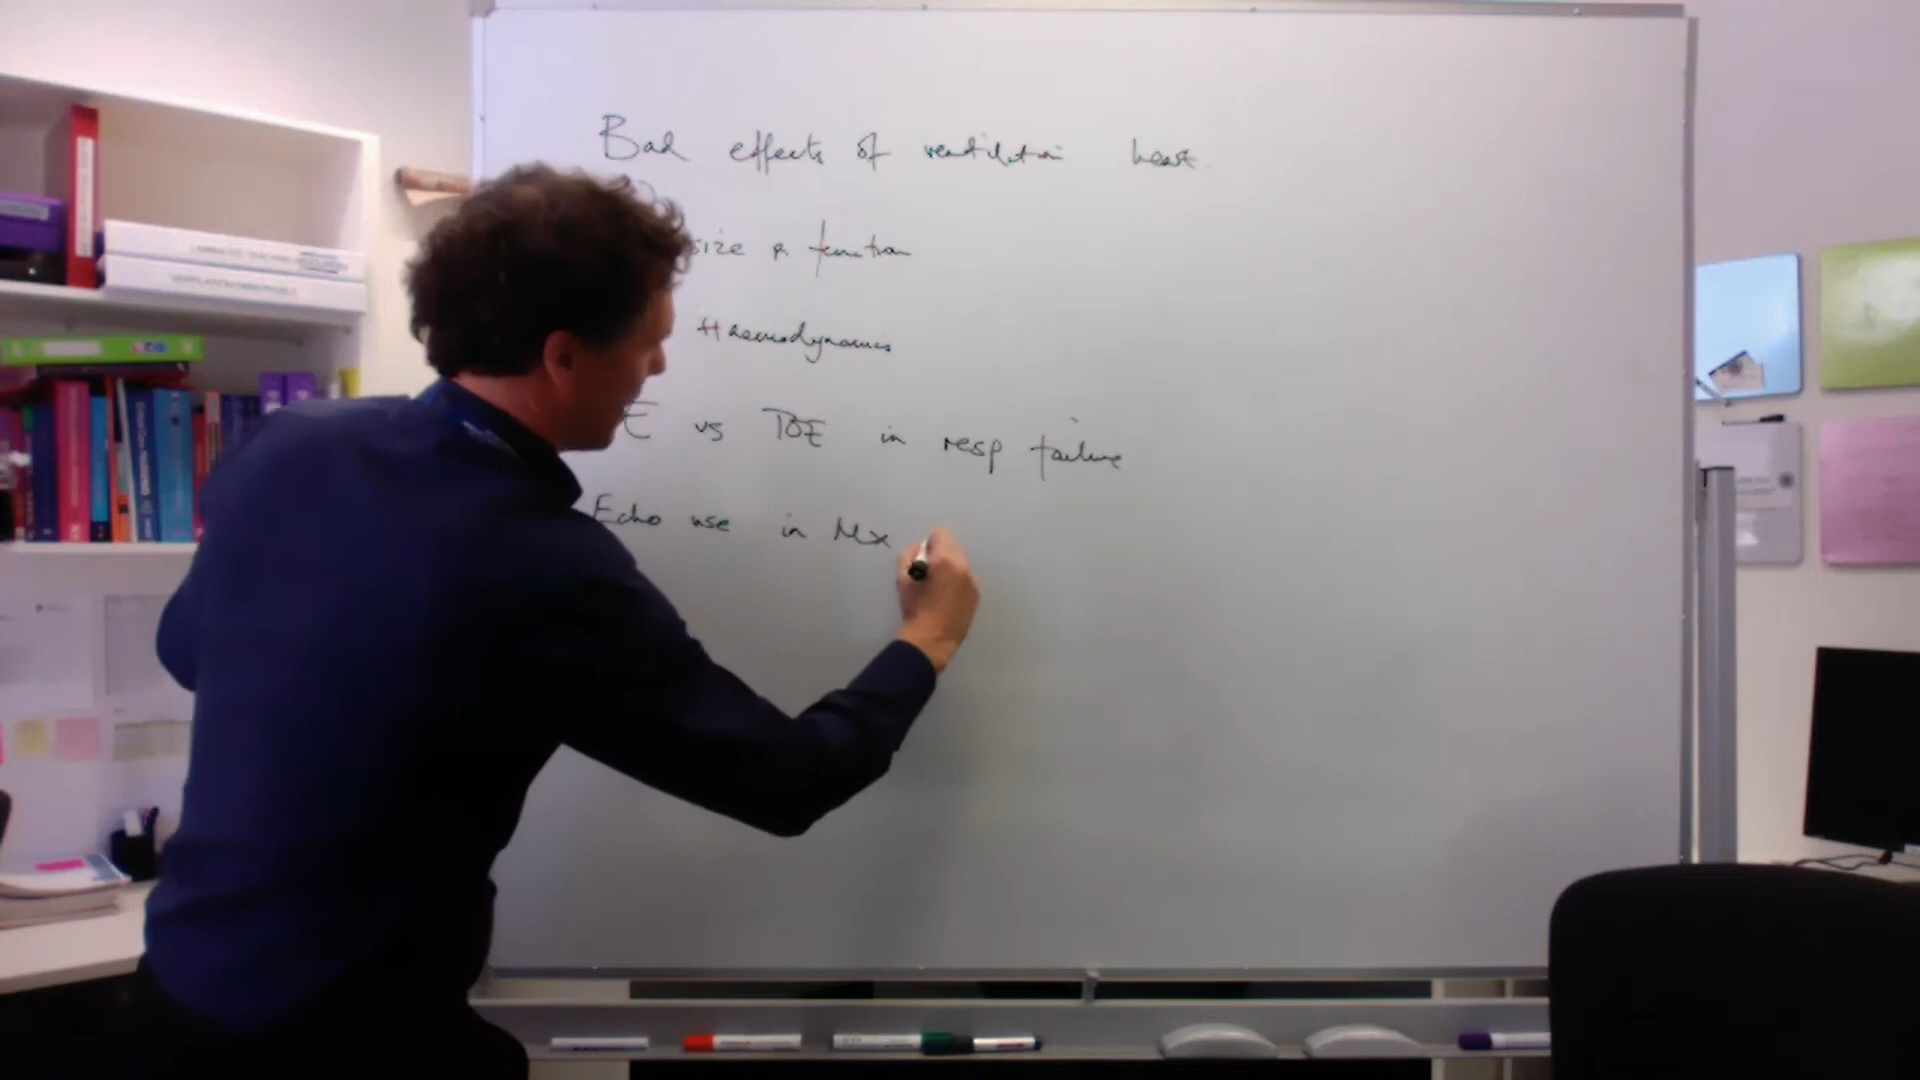 Bad effects of ventilation heart
size & function
Haemodynamics
E vs TOE in resp failure
Echo use in Mx